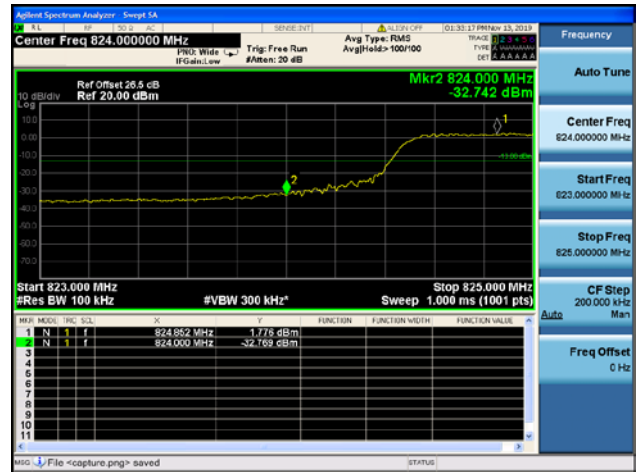 Agilent Spectrum Analyzer - Swept SA
RL RF 50 Ω AC SENSE:INT ALIGN OFF 01:33:17 PM Nov 13, 2019
Center Freq 824.000000 MHz
PNO: Wide
IFGain:Low
Trig: Free Run
#Atten: 20 dB
Avg Type: RMS
Avg|Hold:> 100/100
TRACE 1 2 3 4 5 6
TYPE
DET A A A A A A
Frequency
Auto Tune
Center Freq
824.000000 MHz
Start Freq
823.000000 MHz
Stop Freq
825.000000 MHz
CF Step
200.000 kHz
Auto Man
Freq Offset
0 Hz
Ref Offset 26.5 dB
10 dB/div Ref 20.00 dBm
Log
Mkr2 824.000 MHz
-32.742 dBm
10.0
0.00
-10.0
-20.0
-30.0
-40.0
-50.0
-60.0
-70.0
1
-13.00 dBm
2
Start 823.000 MHz Stop 825.000 MHz
#Res BW 100 kHz #VBW 300 kHz* Sweep 1.000 ms (1001 pts)
MKR MODE TRC SCL X Y FUNCTION FUNCTION WIDTH FUNCTION VALUE
1 N 1 f 824.852 MHz 1.776 dBm
2 N 1 f 824.000 MHz -32.769 dBm
3
4
5
6
7
8
9
10
11
MSG File <capture.png> saved STATUS